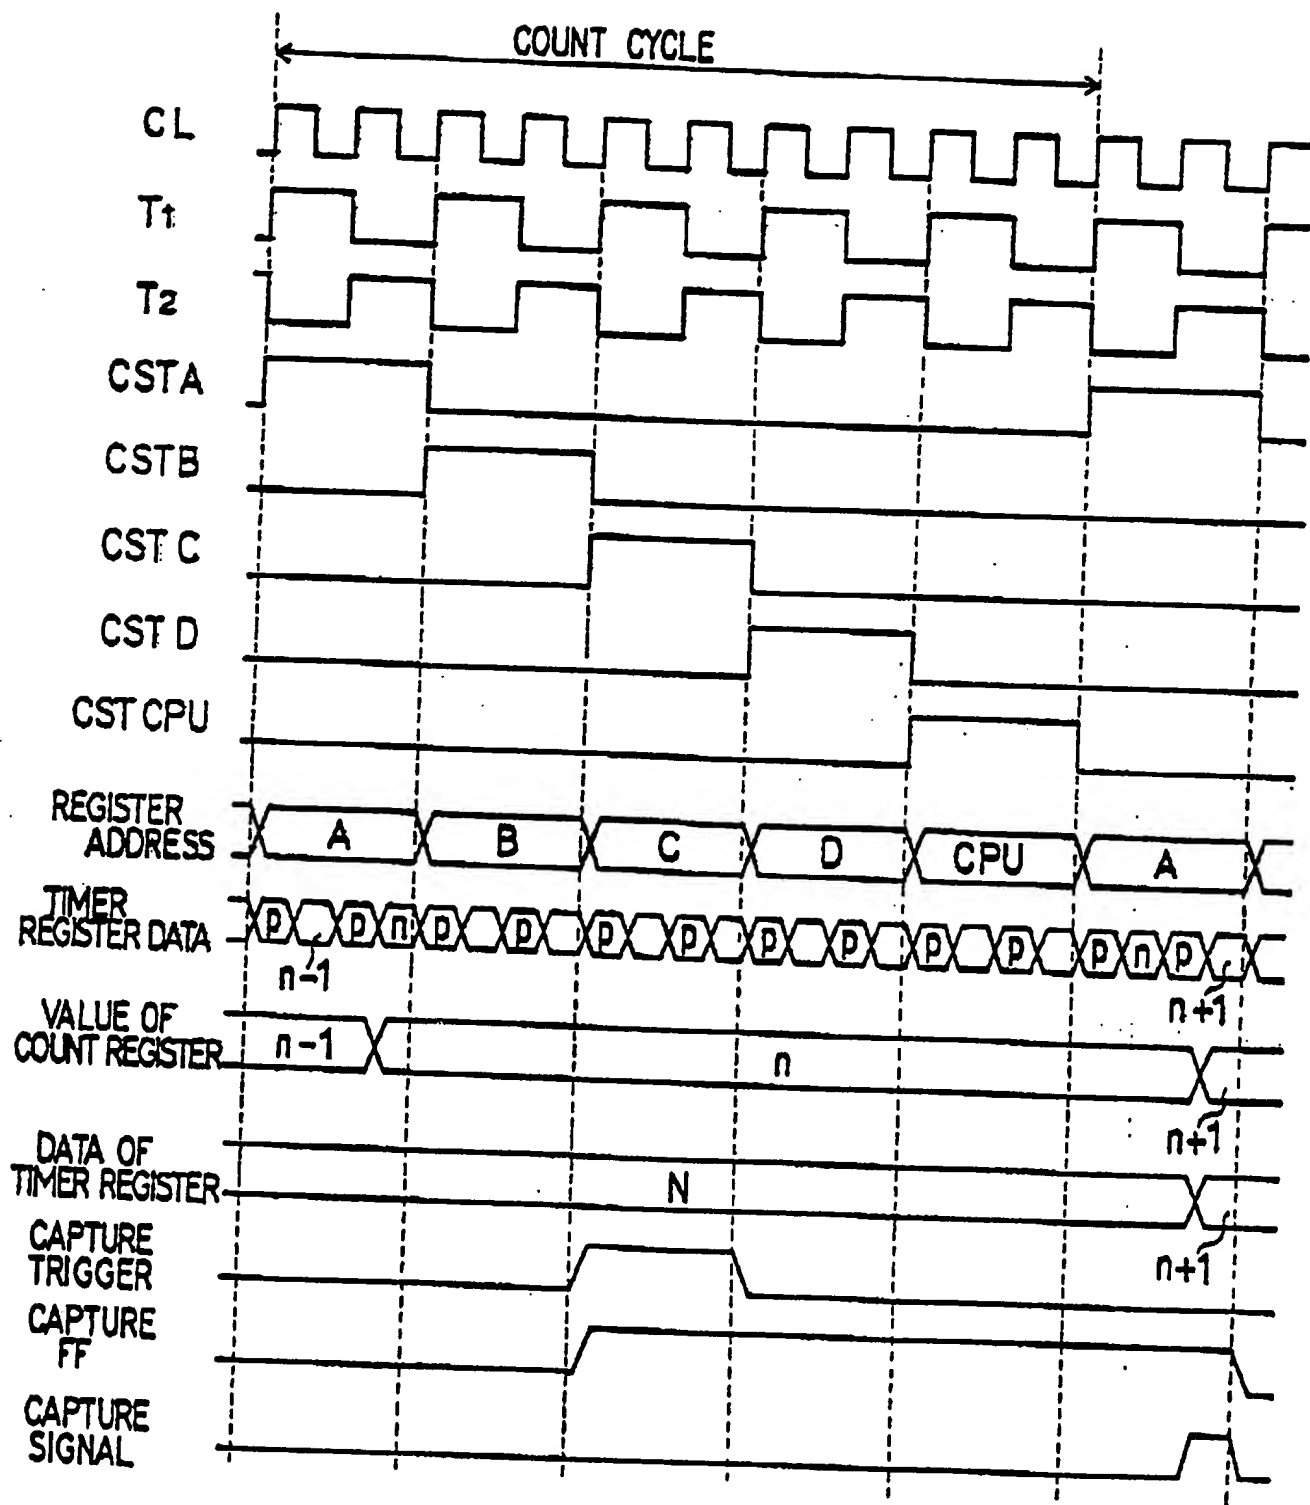 COUNT CYCLE
CL
T1
T2
CSTA
CSTB
CST C
CST D
CST CPU
REGISTER
ADDRESS
A B C D CPU A
TIMER
REGISTER DATA
p p n p p p p p p p p p n p
n-1
n+1
VALUE OF
COUNT REGISTER
n-1
n
n+1
DATA OF
TIMER REGISTER
N
n+1
CAPTURE
TRIGGER
CAPTURE
FF
CAPTURE
SIGNAL